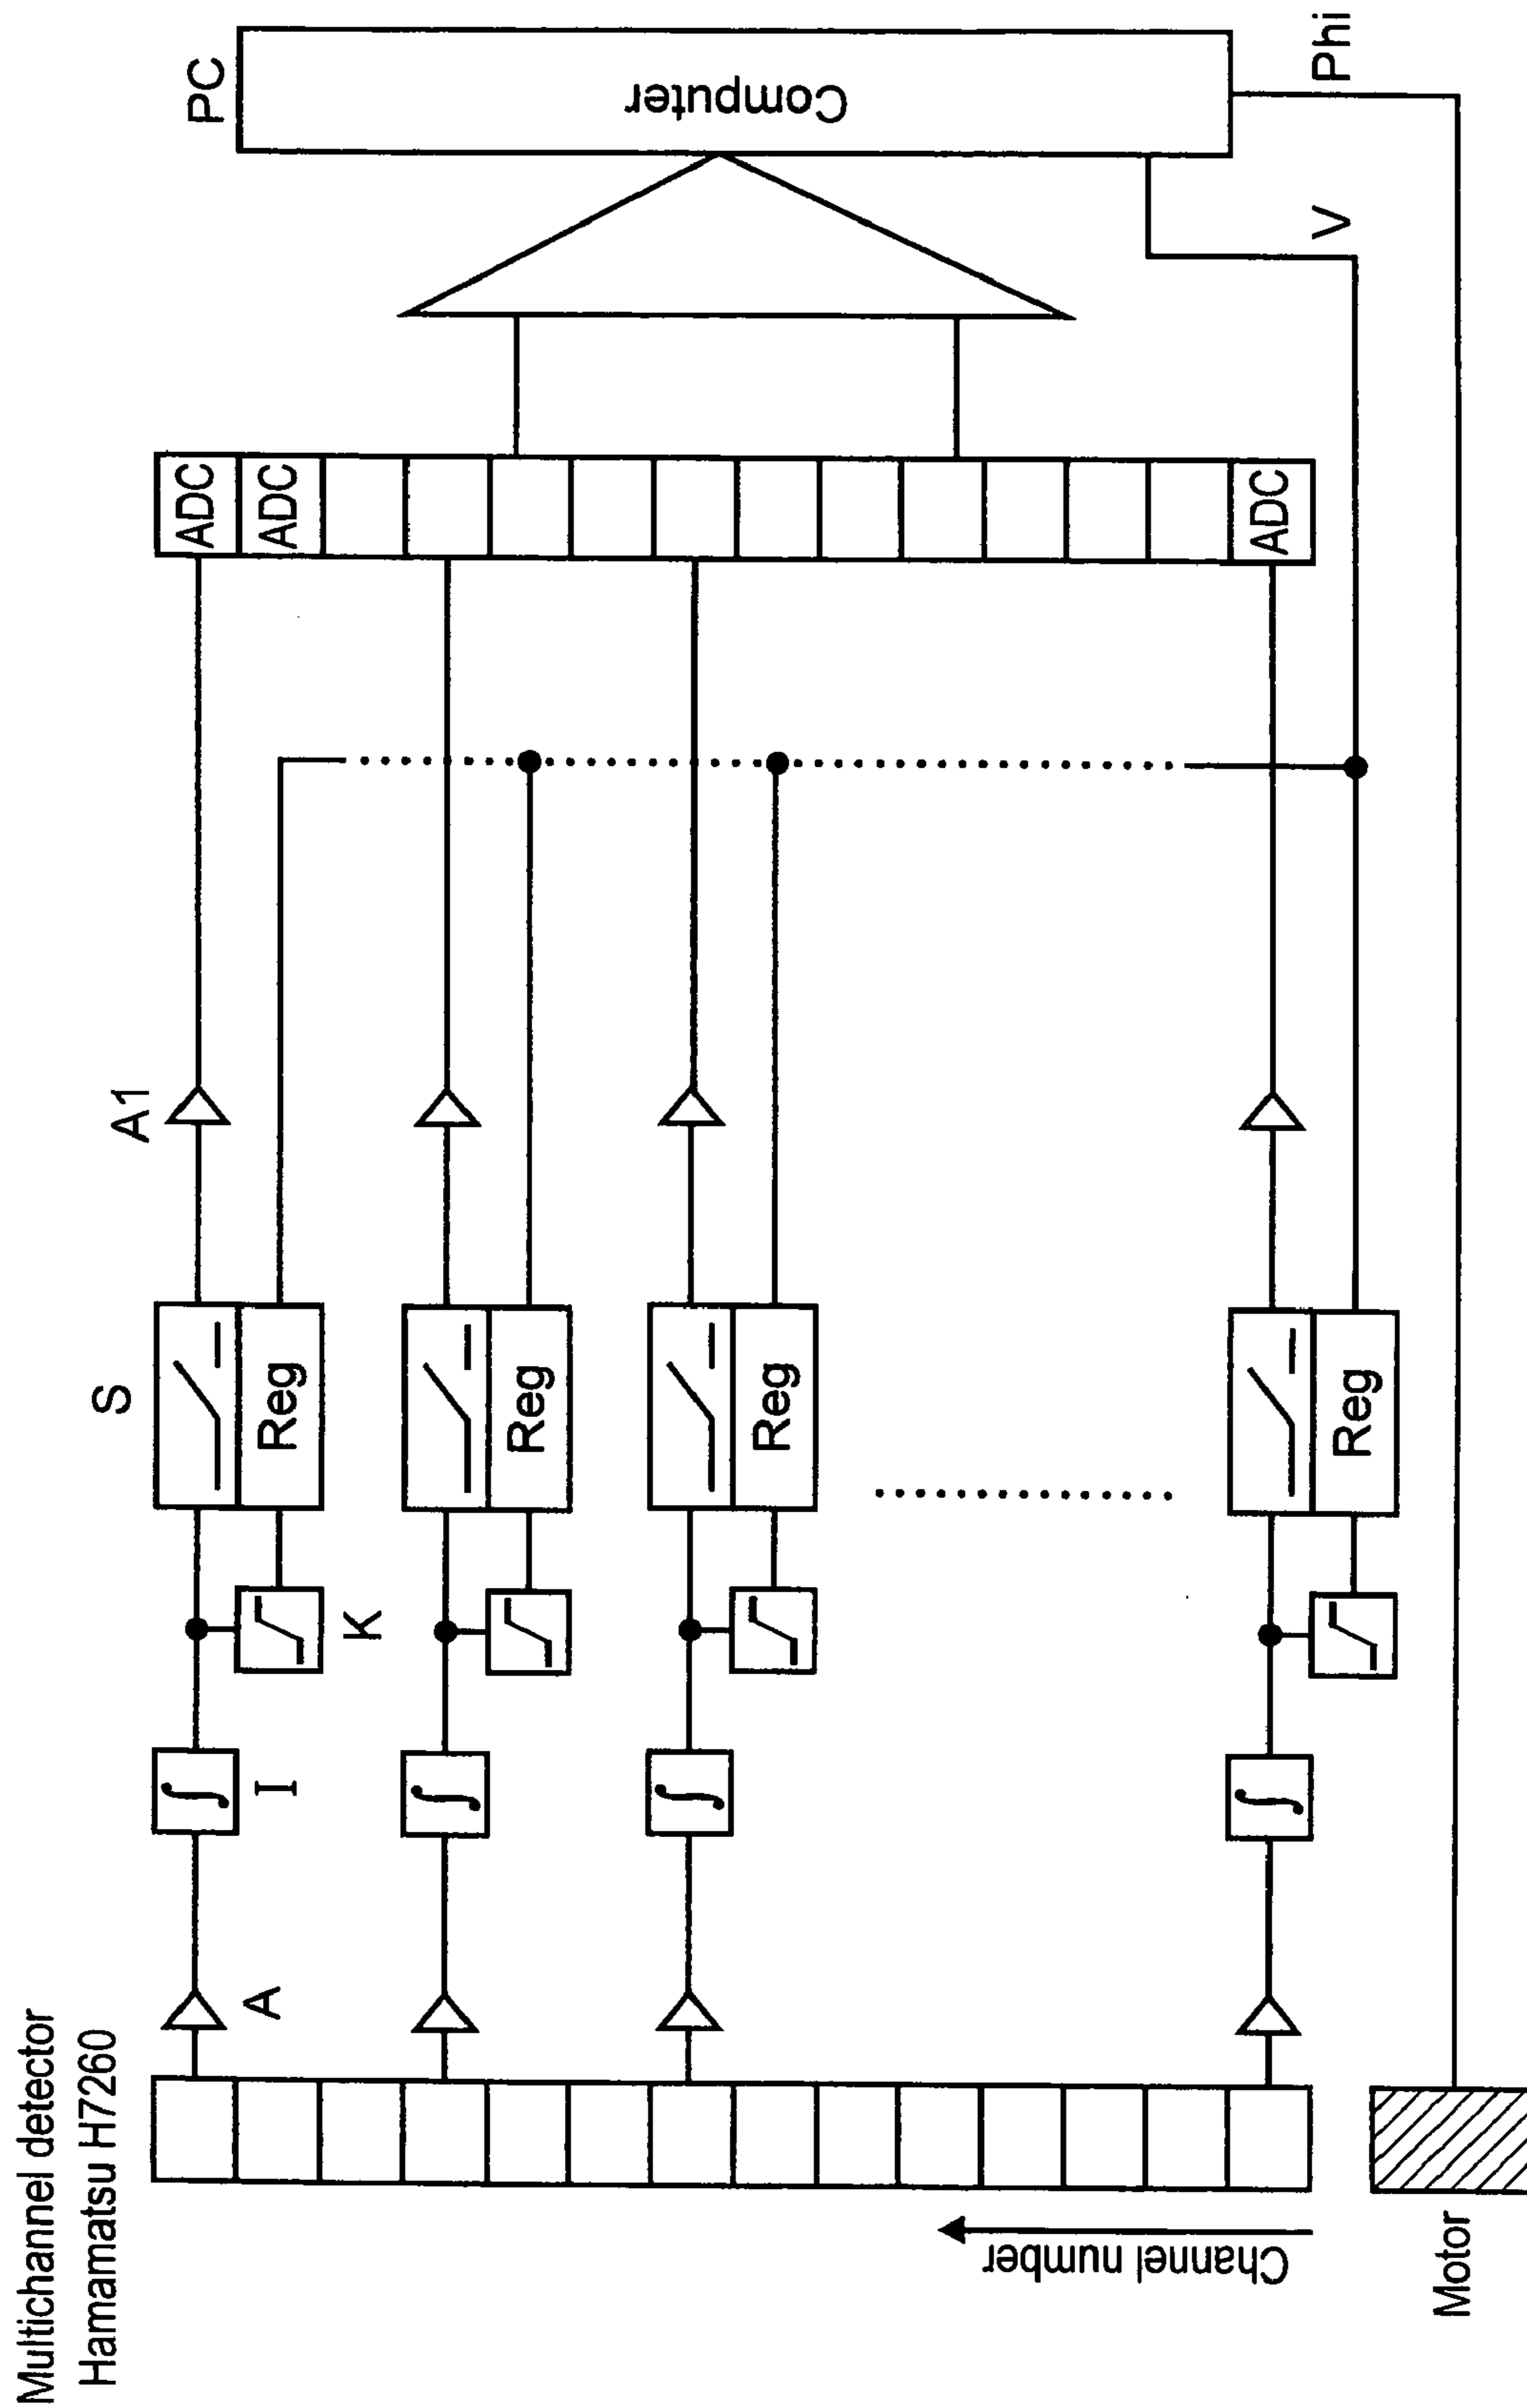 Multichannel detector
Hamamatsu H7260
A
I
K
S
A1
Reg
Reg
Reg
Reg
ADC
ADC
ADC
PC
Computer
V
Phi
Channel number
Motor